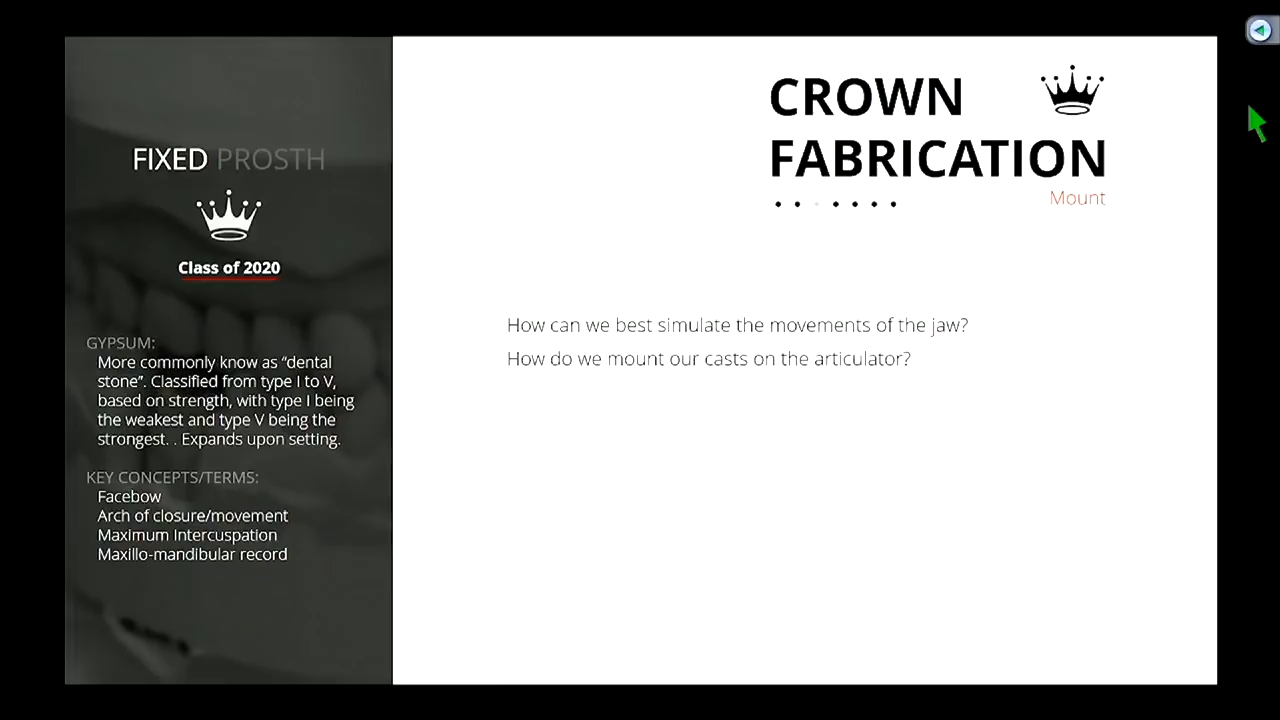 FIXED PROSTH
Class of 2020
GYPSUM:
More commonly know as “dental
stone”. Classified from type I to V,
based on strength, with type I being
the weakest and type V being the
strongest. . Expands upon setting.
KEY CONCEPTS/TERMS:
Facebow
Arch of closure/movement
Maximum Intercuspation
Maxillo-mandibular record
CROWN
FABRICATION
Mount
How can we best simulate the movements of the jaw?
How do we mount our casts on the articulator?